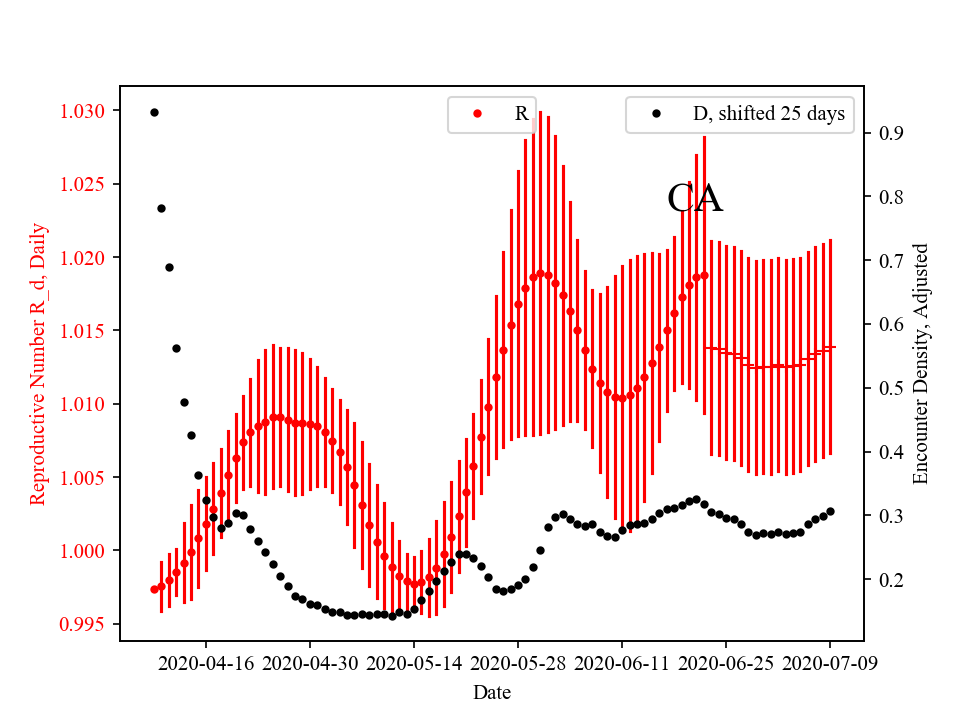 R
D, shifted 25 days
CA
1.030
1.025
1.020
1.015
1.010
1.005
1.000
0.995
Reproductive Number R_d, Daily
0.9
0.8
0.7
0.6
0.5
0.4
0.3
0.2
Encounter Density, Adjusted
2020-04-16 2020-04-30 2020-05-14 2020-05-28 2020-06-11 2020-06-25 2020-07-09
Date